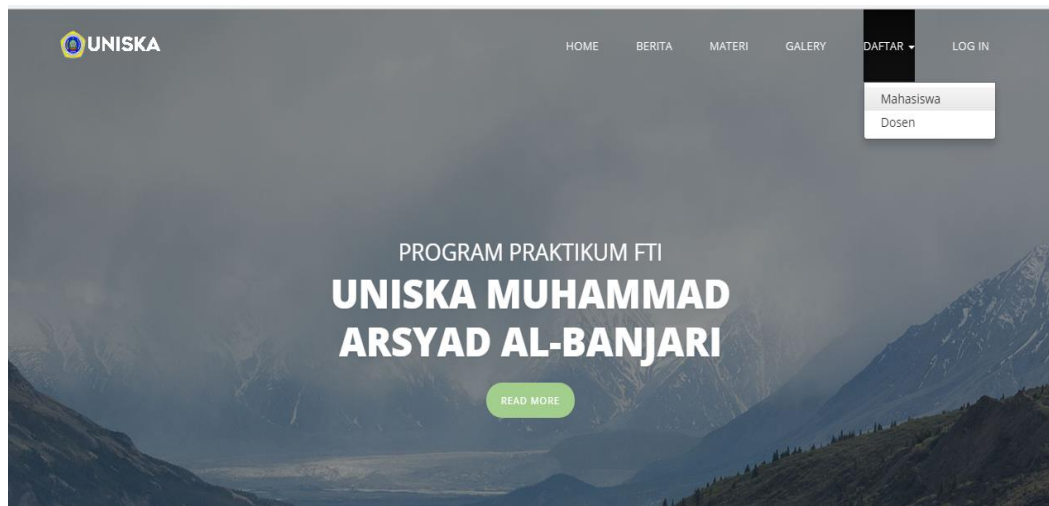 UNISKA
HOME BERITA MATERI GALERY DAFTAR LOG IN
Mahasiswa
Dosen
PROGRAM PRAKTIKUM FTI
UNISKA MUHAMMAD
ARSYAD AL-BANJARI
READ MORE